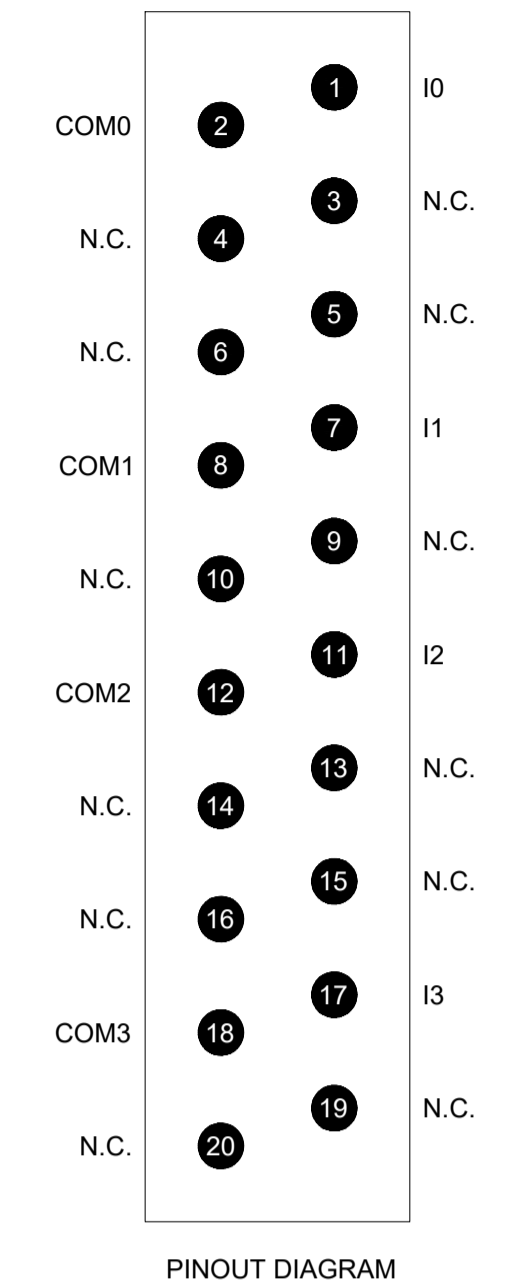 1 I0
COM0 2
3 N.C.
N.C. 4
5 N.C.
N.C. 6
7 I1
COM1 8
9 N.C.
N.C. 10
11 I2
COM2 12
13 N.C.
N.C. 14
15 N.C.
N.C. 16
17 I3
COM3 18
19 N.C.
N.C. 20
PINOUT DIAGRAM